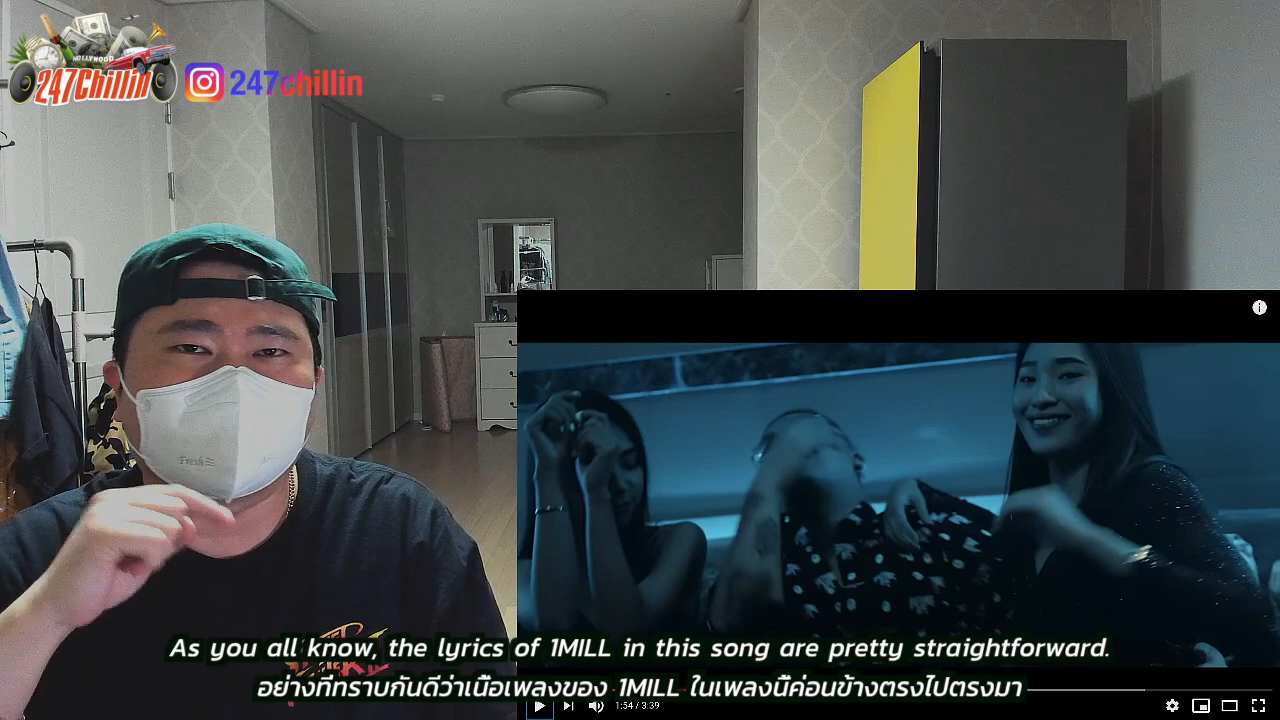 HOLLYWOOD
247Chillin
247chillin
Fresh
As you all know, the lyrics of 1MILL in this song are pretty straightforward.
อย่างที่ทราบกันดีว่าเนื้อเพลงของ 1MILL ในเพลงนี้ค่อนข้างตรงไปตรงมา
1:54 / 3:39